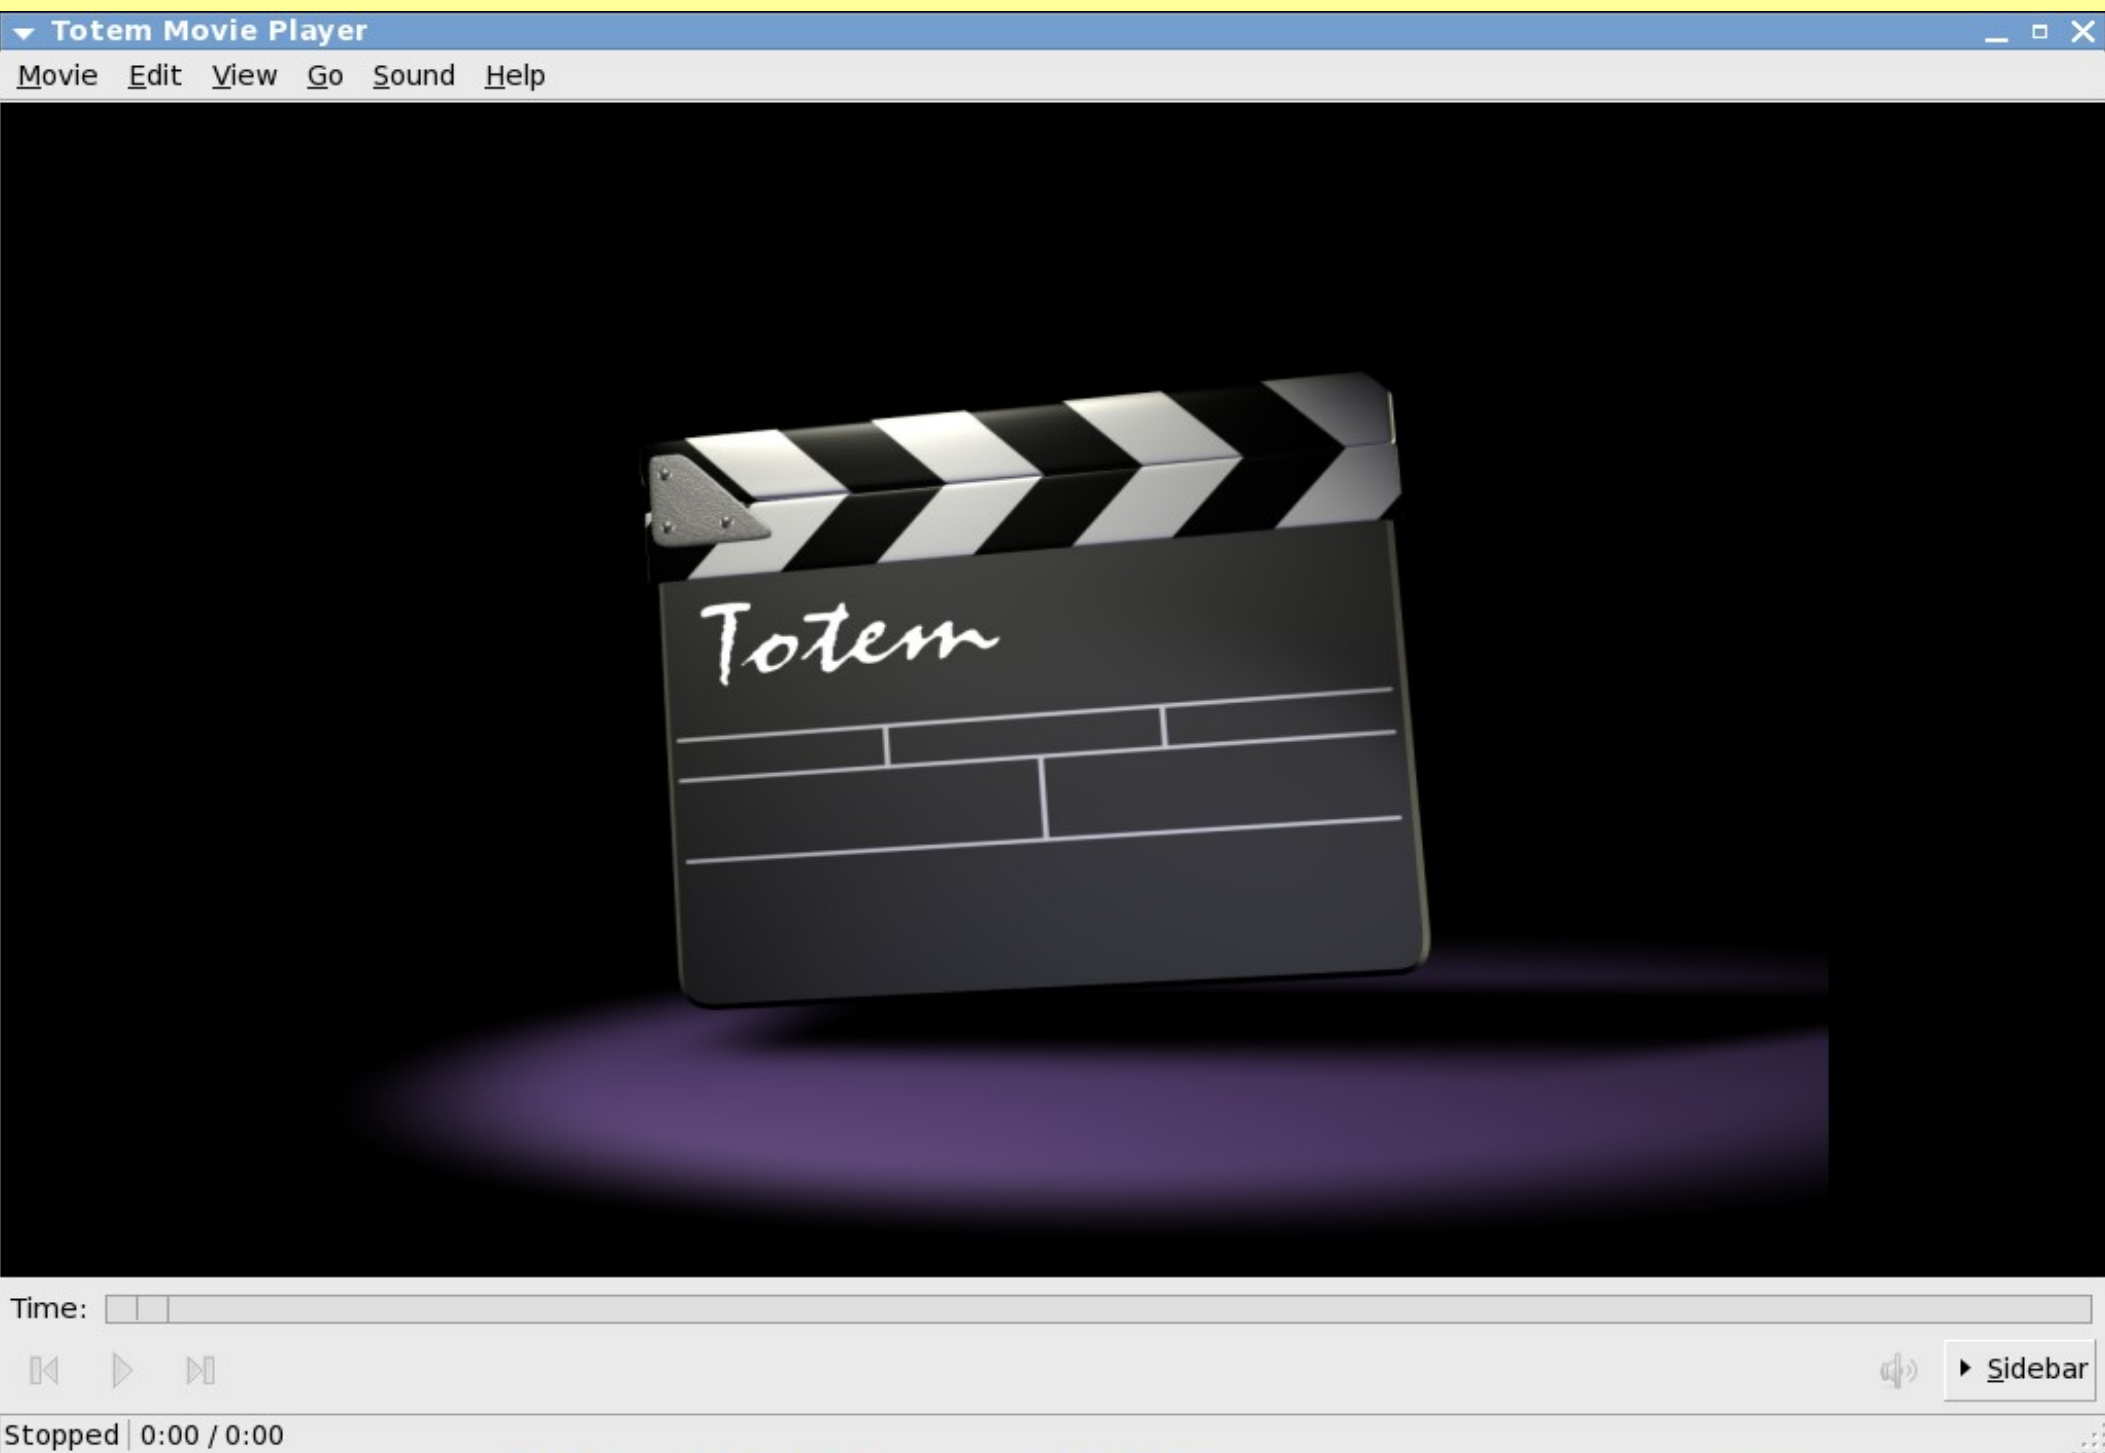 Totem Movie Player
Movie Edit View Go Sound Help
Totem
Time:
Sidebar
Stopped 0:00 / 0:00